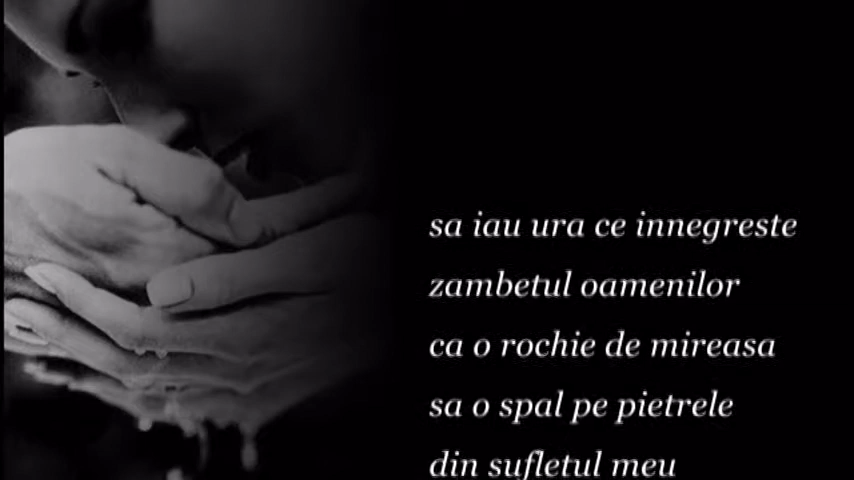 sa iau ura ce innegreste
zambetul oamenilor
ca o rochie de mireasa
sa o spal pe pietrele
din sufletul meu